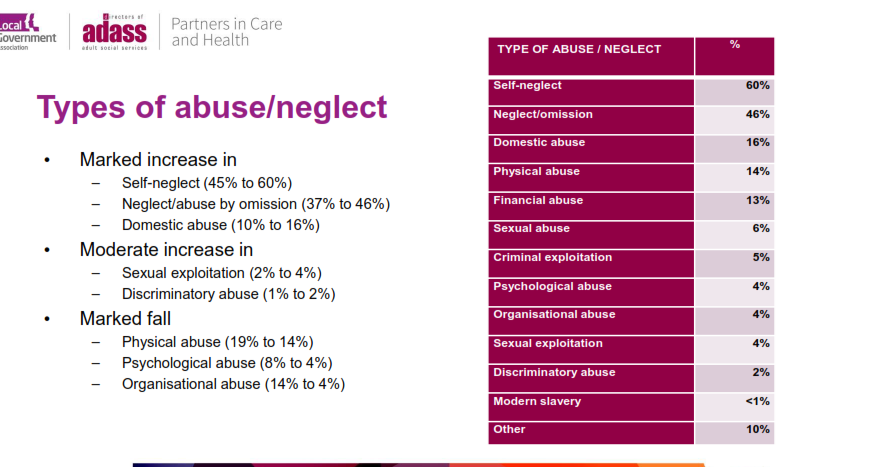 Local
Government
Association
directors of
adass
adult social services
Partners in Care
and Health
Types of abuse/neglect
• Marked increase in
– Self-neglect (45% to 60%)
– Neglect/abuse by omission (37% to 46%)
– Domestic abuse (10% to 16%)
• Moderate increase in
– Sexual exploitation (2% to 4%)
– Discriminatory abuse (1% to 2%)
• Marked fall
– Physical abuse (19% to 14%)
– Psychological abuse (8% to 4%)
– Organisational abuse (14% to 4%)
TYPE OF ABUSE / NEGLECT %
Self-neglect 60%
Neglect/omission 46%
Domestic abuse 16%
Physical abuse 14%
Financial abuse 13%
Sexual abuse 6%
Criminal exploitation 5%
Psychological abuse 4%
Organisational abuse 4%
Sexual exploitation 4%
Discriminatory abuse 2%
Modern slavery <1%
Other 10%